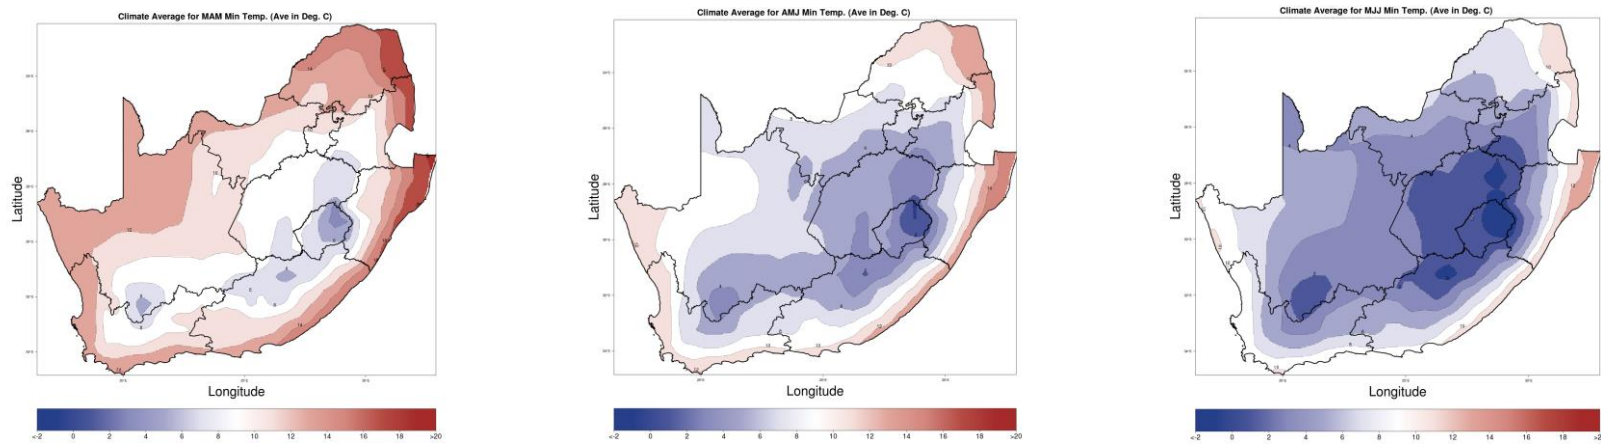 Climate Average for MAM Min Temp. (Ave in Deg. C)
Latitude
Longitude
<-2 0 2 4 6 8 10 12 14 16 18 >20
Climate Average for AMJ Min Temp. (Ave in Deg. C)
Latitude
Longitude
<-2 0 2 4 6 8 10 12 14 16 18 >20
Climate Average for MJJ Min Temp. (Ave in Deg. C)
Latitude
Longitude
<-2 0 2 4 6 8 10 12 14 16 18 >20